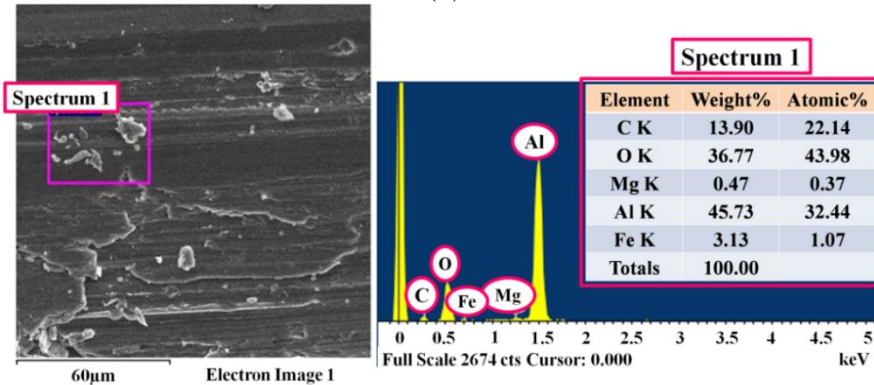 Spectrum 1
60μm Electron Image 1
Spectrum 1
Element Weight% Atomic%
C K 13.90 22.14
O K 36.77 43.98
Mg K 0.47 0.37
Al K 45.73 32.44
Fe K 3.13 1.07
Totals 100.00
Al
O
C Fe Mg
0 0.5 1 1.5 2 2.5 3 3.5 4 4.5 5
Full Scale 2674 cts Cursor: 0.000 keV